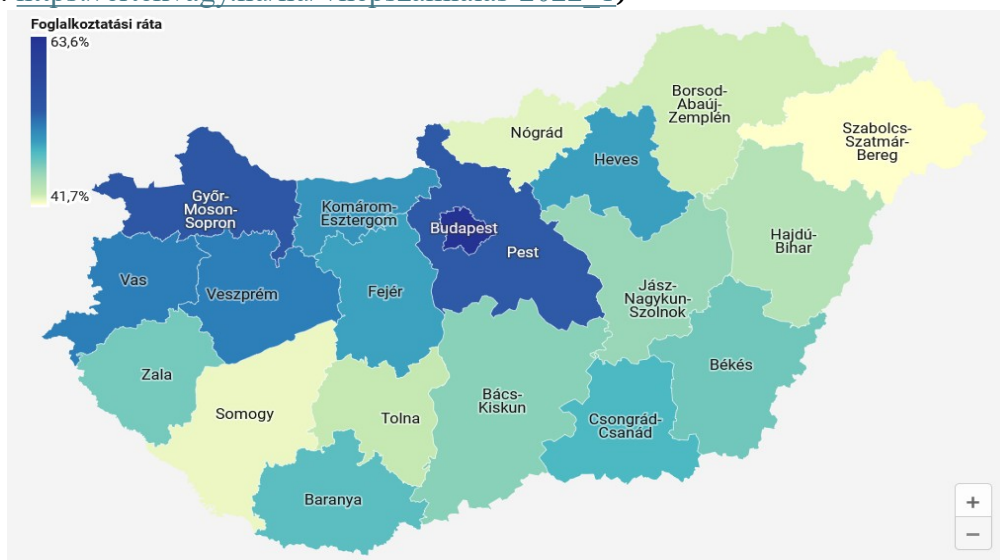 Foglalkoztatási ráta
63,6%
41,7%
Borsod-
Abaúj-
Zemplén
Nógrád
Szabolcs-
Szatmár-
Bereg
Heves
Győr-
Moson-
Sopron
Komárom-
Esztergom
Budapest
Pest
Hajdú-
Bihar
Vas
Veszprém
Fejér
Jász-
Nagykun-
Szolnok
Zala
Békés
Somogy
Tolna
Bács-
Kiskun
Csongrád-
Csanád
Baranya
+
−